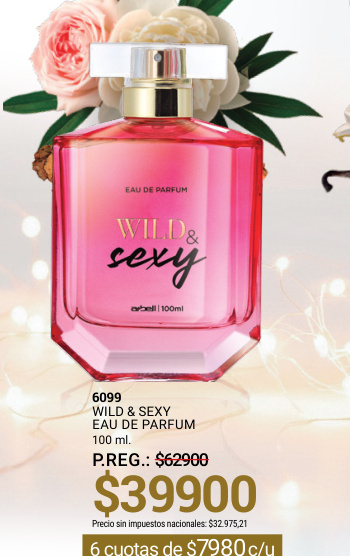 EAU DE PARFUM
WILD &
sexy
arbell | 100ml
6099
WILD & SEXY
EAU DE PARFUM
100 ml.
P.REG.: $62900
$39900
Precio sin impuestos nacionales: $32.975,21
6 cuotas de $7980 c/u